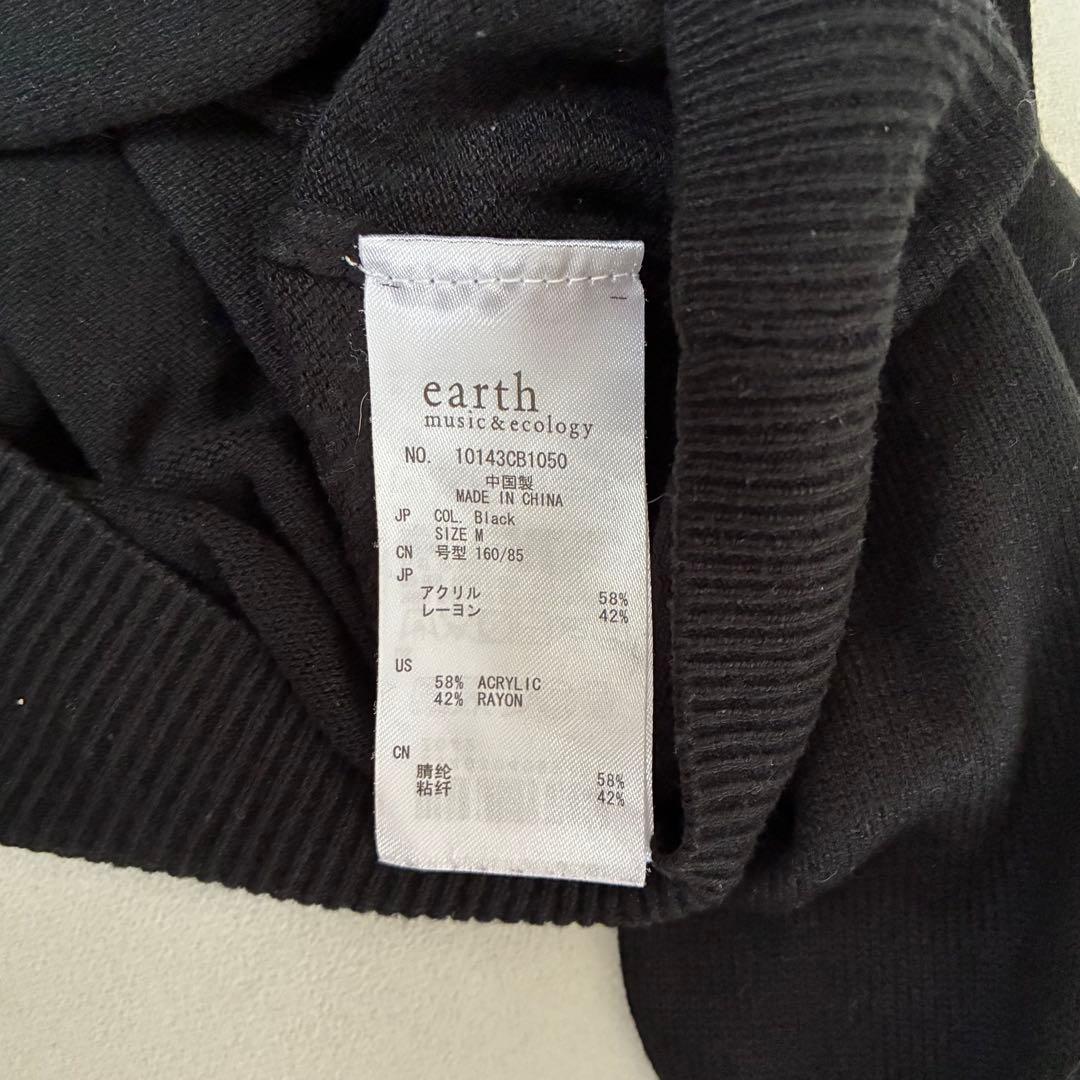 earth
music & ecology
NO. 10143CB1050
中国製
MADE IN CHINA
JP COL. Black
SIZE M
CN 号型 160/85
JP
アクリル 58%
レーヨン 42%
US
58% ACRYLIC
42% RAYON
CN
腈纶 58%
粘纤 42%